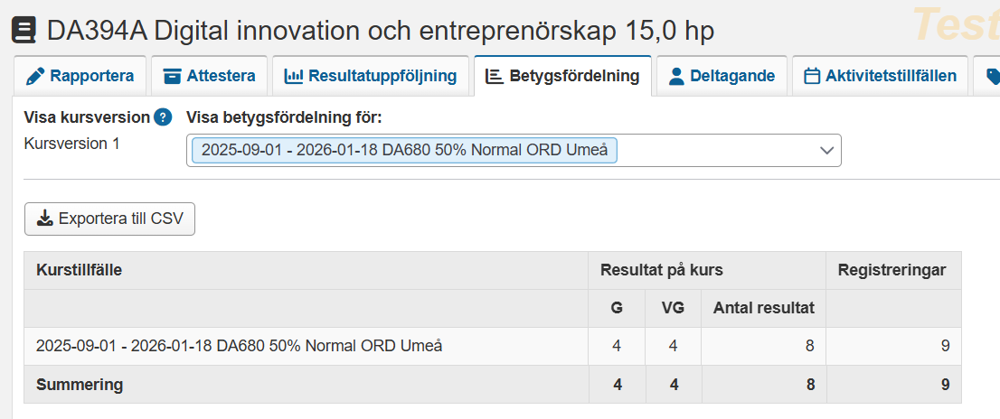 DA394A Digital innovation och entreprenörskap 15,0 hp
Test
Rapportera Attestera Resultatuppföljning Betygsfördelning Deltagande Aktivitetstillfällen
Visa kursversion ? Visa betygsfördelning för:
Kursversion 1 2025-09-01 - 2026-01-18 DA680 50% Normal ORD Umeå
Exportera till CSV
Kurstillfälle Resultat på kurs Registreringar
G VG Antal resultat
2025-09-01 - 2026-01-18 DA680 50% Normal ORD Umeå 4 4 8 9
Summering 4 4 8 9